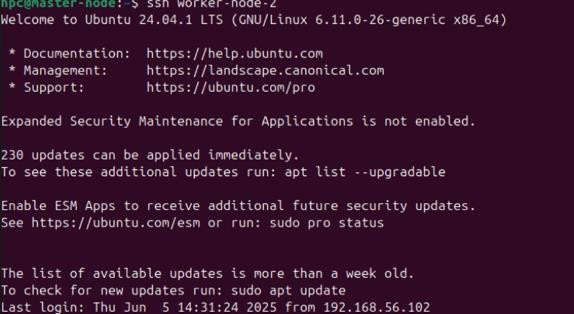 hpc@master-node:~$ ssh worker-node-2
Welcome to Ubuntu 24.04.1 LTS (GNU/Linux 6.11.0-26-generic x86_64)
* Documentation:  https://help.ubuntu.com
* Management:     https://landscape.canonical.com
* Support:        https://ubuntu.com/pro
Expanded Security Maintenance for Applications is not enabled.
230 updates can be applied immediately.
To see these additional updates run: apt list --upgradable
Enable ESM Apps to receive additional future security updates.
See https://ubuntu.com/esm or run: sudo pro status
The list of available updates is more than a week old.
To check for new updates run: sudo apt update
Last login: Thu Jun  5 14:31:24 2025 from 192.168.56.102